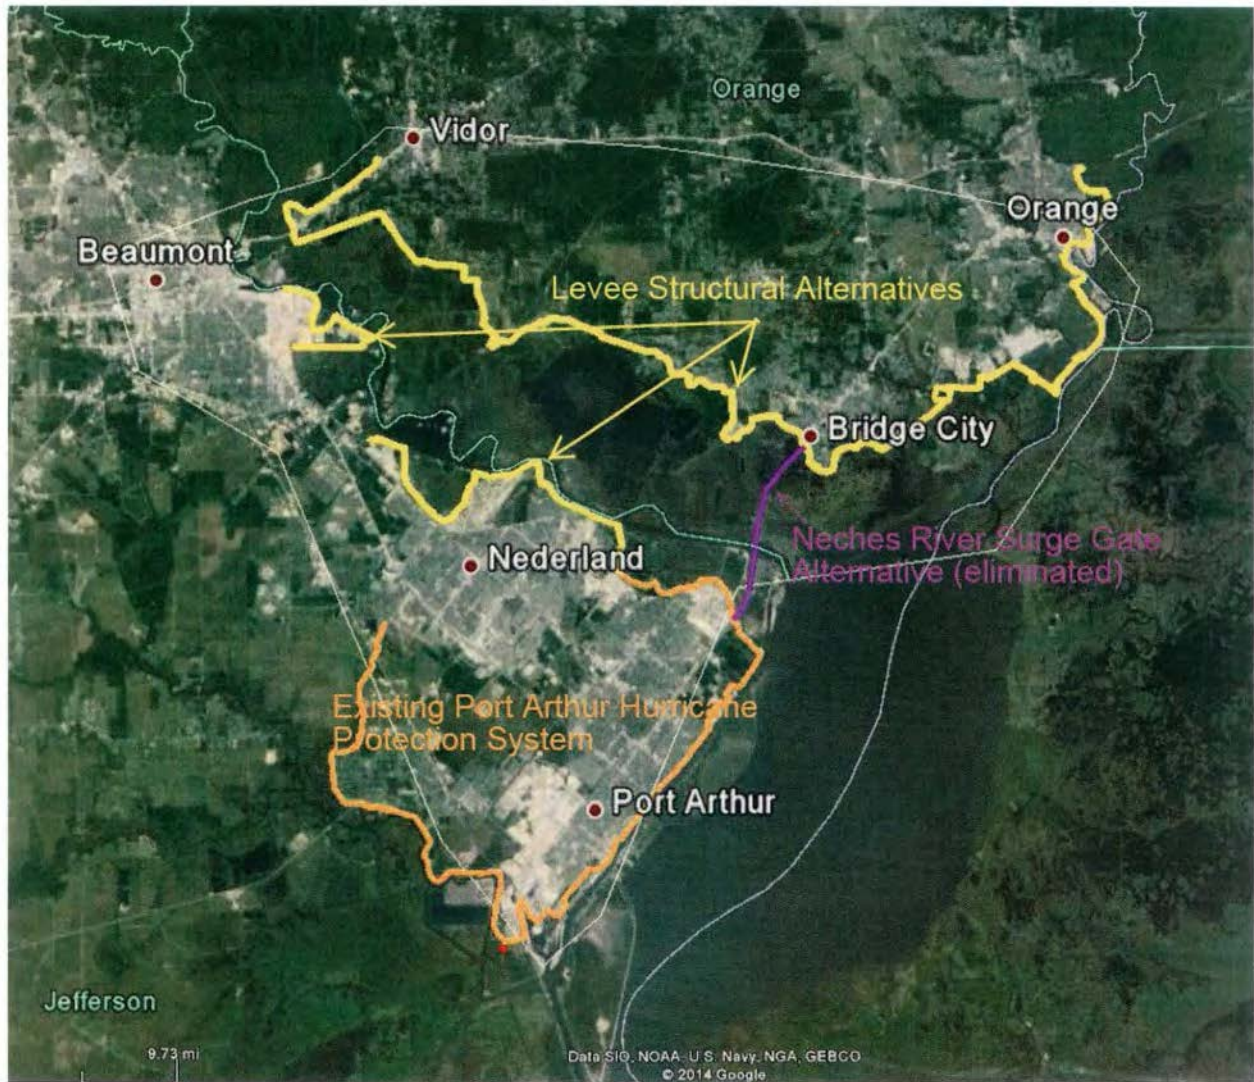 Orange
Vidor
Orange
Beaumont
Levee Structural Alternatives
Bridge City
Neches River Surge Gate
Alternative (eliminated)
Nederland
Existing Port Arthur Hurricane
Protection System
Port Arthur
Jefferson
9.73 mi
Data SIO, NOAA, U.S. Navy, NGA, GEBCO
© 2014 Google